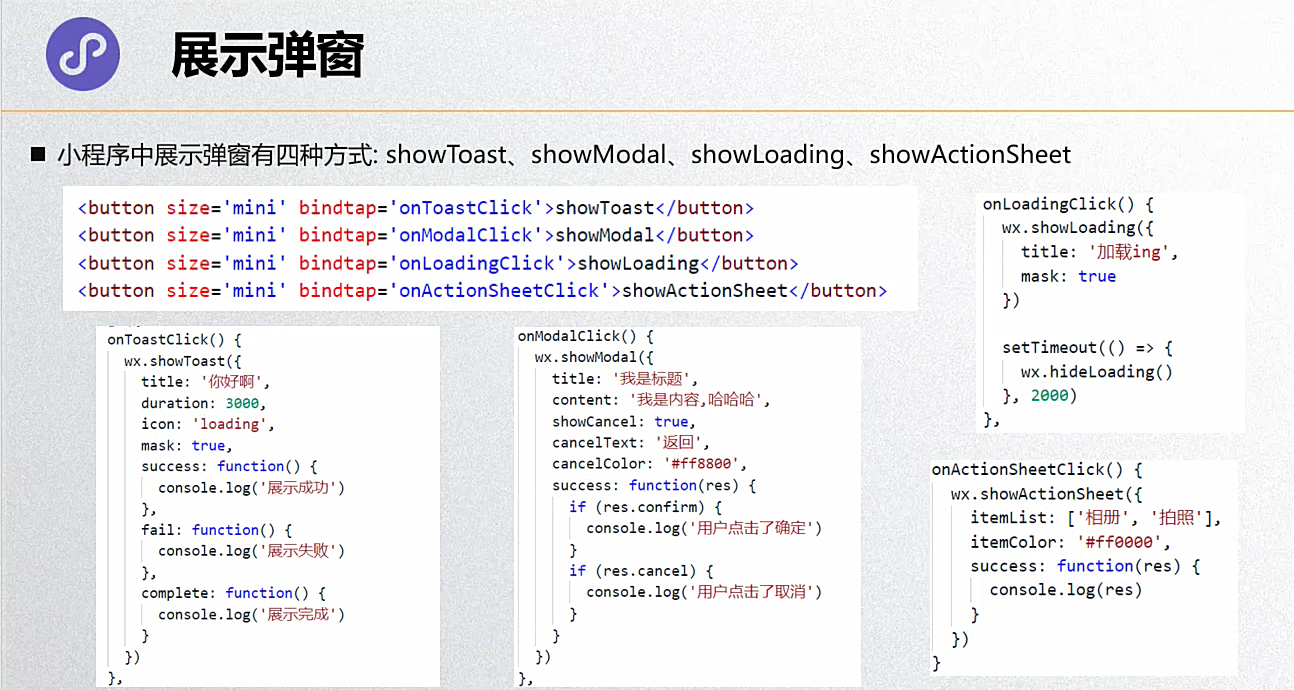 展示弹窗
■ 小程序中展示弹窗有四种方式: showToast、showModal、showLoading、showActionSheet
<button size='mini' bindtap='onToastClick'>showToast</button>
<button size='mini' bindtap='onModalClick'>showModal</button>
<button size='mini' bindtap='onLoadingClick'>showLoading</button>
<button size='mini' bindtap='onActionSheetClick'>showActionSheet</button>
onToastClick() {
  wx.showToast({
    title: '你好啊',
    duration: 3000,
    icon: 'loading',
    mask: true,
    success: function() {
      console.log('展示成功')
    },
    fail: function() {
      console.log('展示失败')
    },
    complete: function() {
      console.log('展示完成')
    }
  })
},
onModalClick() {
  wx.showModal({
    title: '我是标题',
    content: '我是内容,哈哈哈',
    showCancel: true,
    cancelText: '返回',
    cancelColor: '#ff8800',
    success: function(res) {
      if (res.confirm) {
        console.log('用户点击了确定')
      }
      if (res.cancel) {
        console.log('用户点击了取消')
      }
    }
  })
},
onLoadingClick() {
  wx.showLoading({
    title: '加载ing',
    mask: true
  })
  setTimeout(() => {
    wx.hideLoading()
  }, 2000)
},
onActionSheetClick() {
  wx.showActionSheet({
    itemList: ['相册', '拍照'],
    itemColor: '#ff0000',
    success: function(res) {
      console.log(res)
    }
  })
}